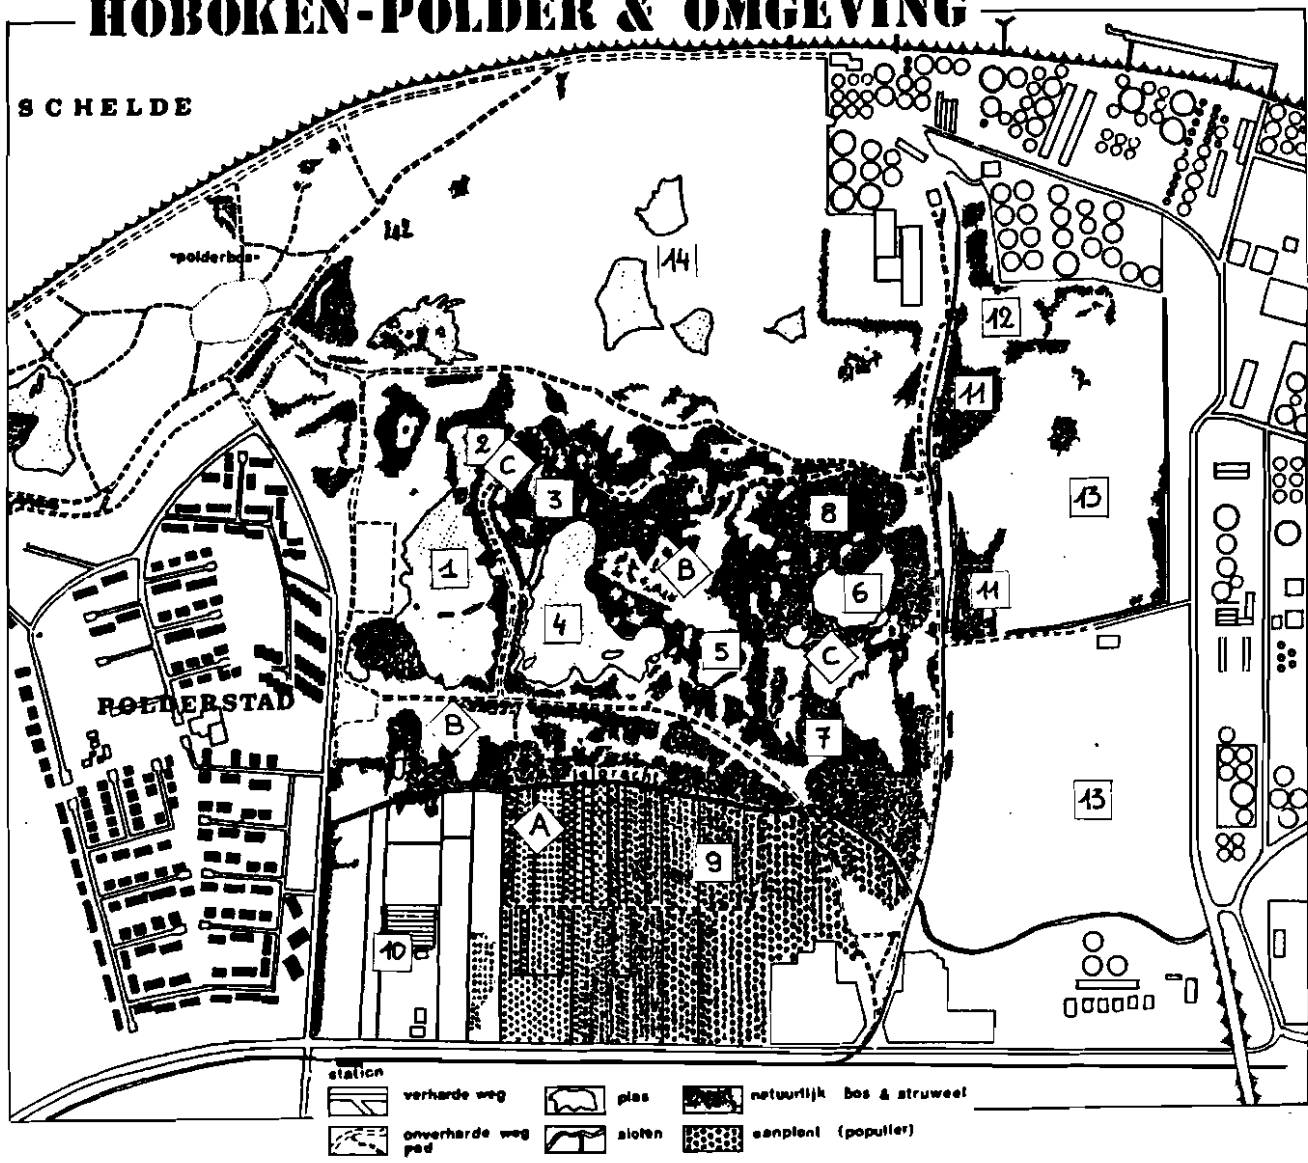 HOBOKEN-POLDER & OMGEVING
SCHELDE
"polderbos"
14
12
11
2
C
3
13
8
1
B
6
11
4
5
C
POLDERSTAD
B
7
13
A
9
10
station
verharde weg
plas
natuurlijk bos & struweel
onverharde weg
pad
sloten
aanplant (populier)